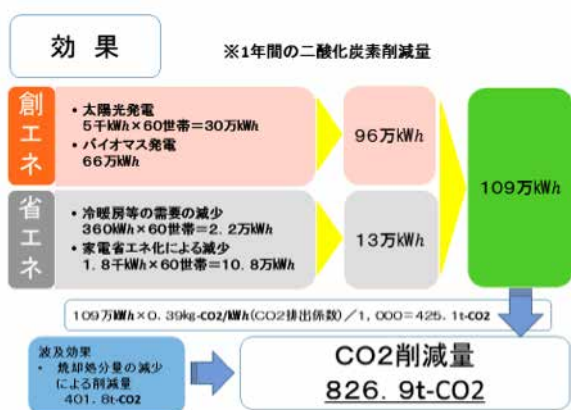 効 果
※1年間の二酸化炭素削減量
創エネ
• 太陽光発電
5千kWh×60世帯＝30万kWh
• バイオマス発電
66万kWh
96万kWh
109万kWh
省エネ
• 冷暖房等の需要の減少
360kWh×60世帯＝2．2万kWh
• 家電省エネ化による減少
1．8千kWh×60世帯＝10．8万kWh
13万kWh
109万kWh×0．39kg-CO2/kWh(CO2排出係数)／1，000＝425．1t-CO2
波及効果
• 焼却処分量の減少
による削減量
401．8t-CO2
CO2削減量
826．9t-CO2